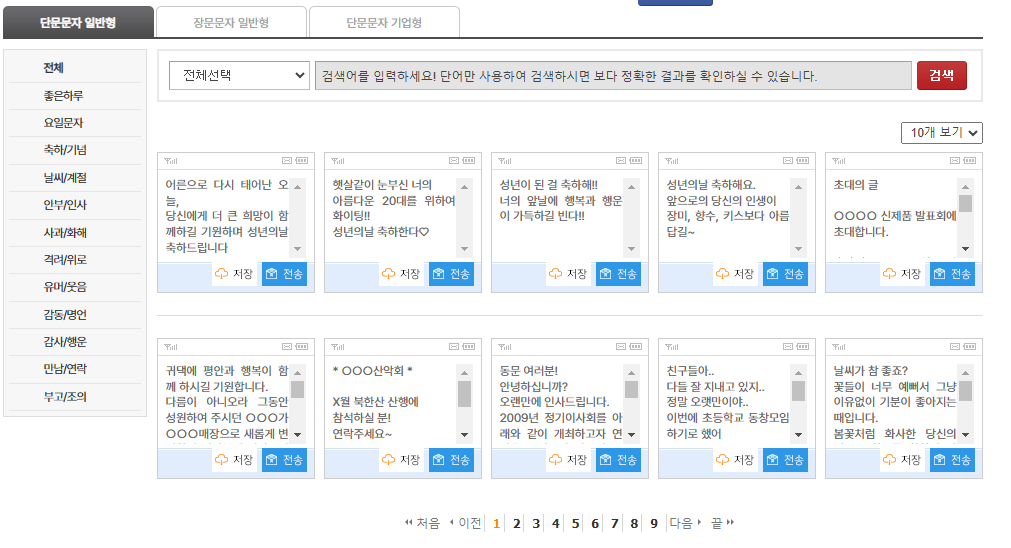 단문문자 일반형
장문문자 일반형
단문문자 기업형
전체
좋은하루
요일문자
축하/기념
날씨/계절
안부/인사
사과/화해
격려/위로
유머/웃음
감동/명언
감사/행운
만남/연락
부고/조의
전체선택
검색어를 입력하세요! 단어만 사용하여 검색하시면 보다 정확한 결과를 확인하실 수 있습니다.
검색
10개 보기
어른으로 다시 태어난 오
늘,
당신에게 더 큰 희망이 함
께하길 기원하며 성년의날
축하드립니다
저장 전송
햇살같이 눈부신 너의
아름다운 20대를 위하여
화이팅!!
성년의날 축하한다♡
저장 전송
성년이 된 걸 축하해!!
너의 앞날에 행복과 행운
이 가득하길 빈다!!
저장 전송
성년의날 축하해요.
앞으로의 당신의 인생이
장미, 향수, 키스보다 아름
답길~
저장 전송
초대의 글
○○○○ 신제품 발표회에
초대합니다.
저장 전송
귀댁에 평안과 행복이 함
께 하시길 기원합니다.
다름이 아니오라 그동안
성원하여 주시던 ○○○가
○○○매장으로 새롭게 변
저장 전송
* ○○○산악회 *
X월 북한산 산행에
참석하실 분!
연락주세요~
저장 전송
동문 여러분!
안녕하십니까?
오랜만에 인사드립니다.
2009년 정기이사회를 아
래와 같이 개최하고자 연
저장 전송
친구들아..
다들 잘 지내고 있지..
정말 오랫만이야..
이번에 초등학교 동창모임
하기로 했어
저장 전송
날씨가 참 좋죠?
꽃들이 너무 예뻐서 그냥
이유없이 기분이 좋아지는
때입니다.
봄꽃처럼 화사한 당신의
저장 전송
처음 이전 1 2 3 4 5 6 7 8 9 다음 끝